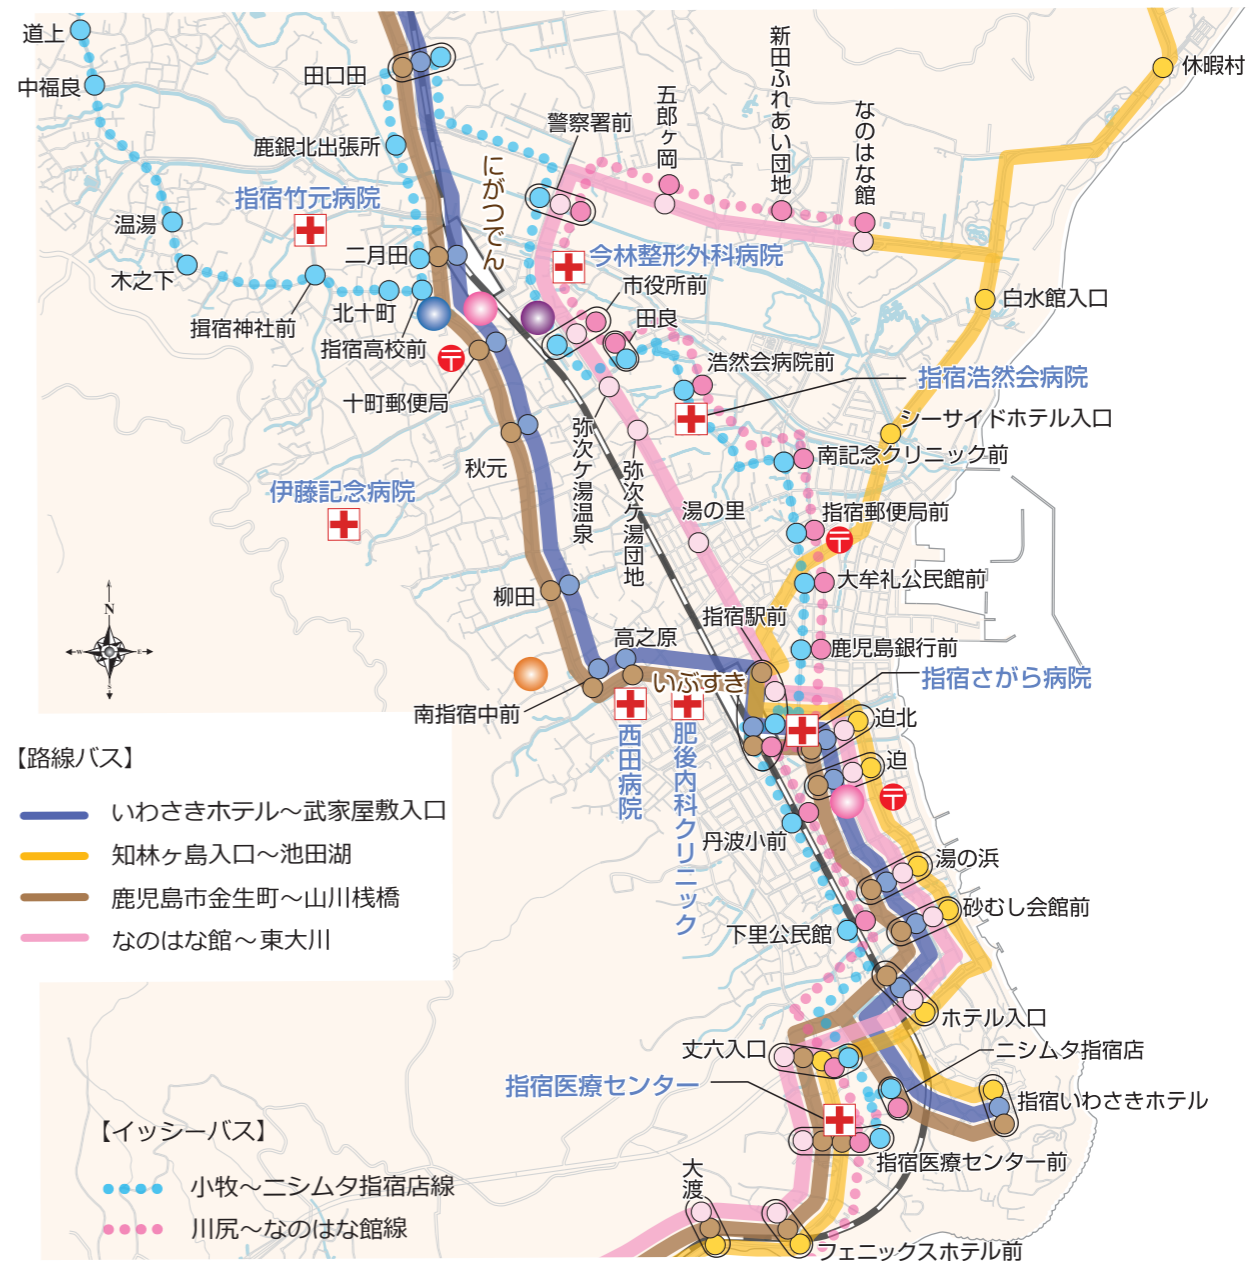 道上
中福良
田口田
鹿銀北出張所
指宿竹元病院
温湯
木之下
揖宿神社前
二月田
北十町
指宿高校前
十町郵便局
秋元
伊藤記念病院
柳田
高之原
南指宿中前
にがつでん
警察署前
五郎ヶ岡
新田ふれあい団地
なのはな館
休暇村
今林整形外科病院
市役所前
田良
白水館入口
浩然会病院前
指宿浩然会病院
シーサイドホテル入口
南記念クリニック前
弥次ケ湯温泉
弥次ケ湯団地
湯の里
指宿郵便局前
大牟礼公民館前
指宿駅前
鹿児島銀行前
いぶすき
指宿さがら病院
西田病院
肥後内科クリニック
迫北
迫
丹波小前
湯の浜
砂むし会館前
下里公民館
ホテル入口
丈六入口
ニシムタ指宿店
指宿医療センター
指宿いわさきホテル
指宿医療センター前
大渡
フェニックスホテル前
N
W
E
S
【路線バス】
いわさきホテル～武家屋敷入口
知林ヶ島入口～池田湖
鹿児島市金生町～山川桟橋
なのはな館～東大川
【イッシーバス】
小牧～ニシムタ指宿店線
川尻～なのはな館線